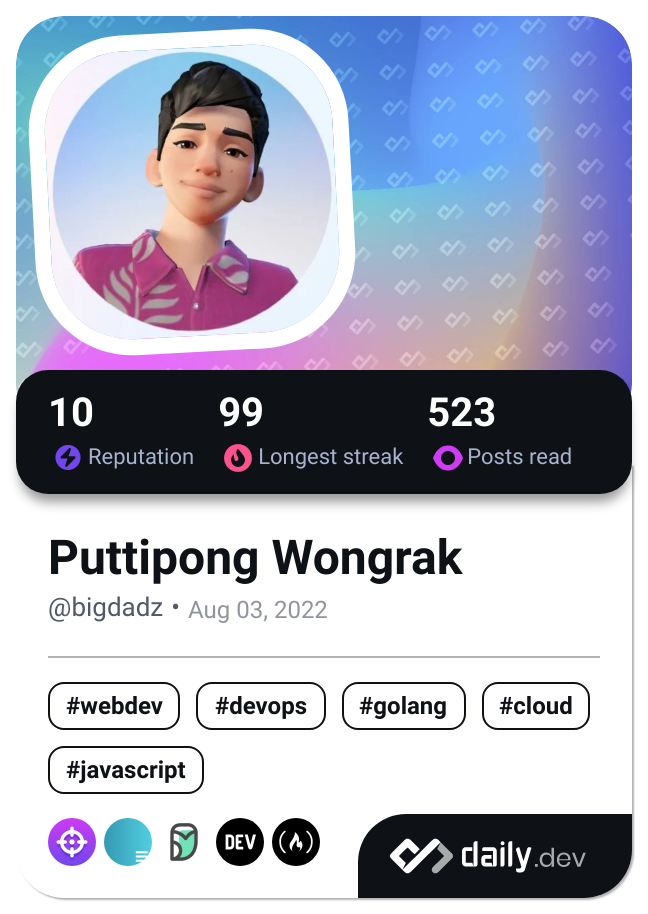 10 99 523
Reputation Longest streak Posts read
Puttipong Wongrak
@bigdadz • Aug 03, 2022
#webdev #devops #golang #cloud
#javascript
DEV
daily.dev